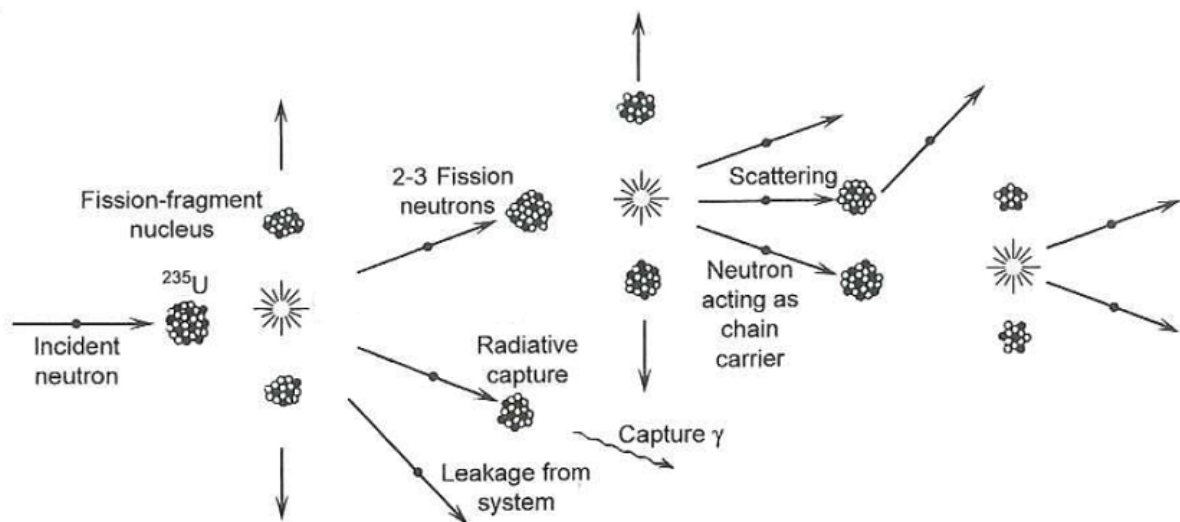 Fission-fragment
nucleus
²³⁵U
Incident
neutron
2-3 Fission
neutrons
Radiative
capture
Capture γ
Leakage from
system
Scattering
Neutron
acting as
chain
carrier